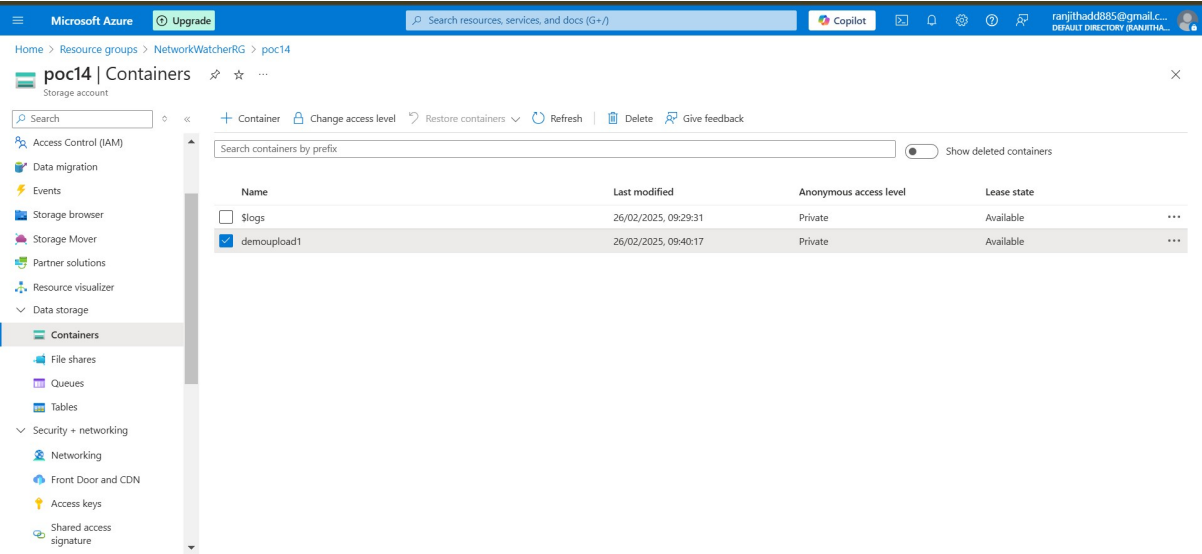 Microsoft Azure
Upgrade
Search resources, services, and docs (G+/)
Copilot
ranjithadd885@gmail.c...
DEFAULT DIRECTORY (RANJITHA...
Home > Resource groups > NetworkWatcherRG > poc14
poc14 | Containers
Storage account
Search
Container
Change access level
Restore containers
Refresh
Delete
Give feedback
Access Control (IAM)
Data migration
Events
Storage browser
Storage Mover
Partner solutions
Resource visualizer
Data storage
Containers
File shares
Queues
Tables
Security + networking
Networking
Front Door and CDN
Access keys
Shared access
signature
Search containers by prefix
Show deleted containers
Name Last modified Anonymous access level Lease state
$logs 26/02/2025, 09:29:31 Private Available
demoupload1 26/02/2025, 09:40:17 Private Available